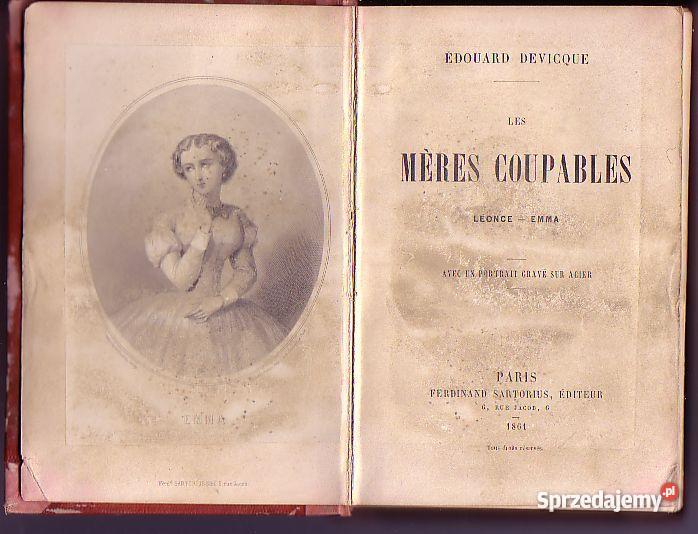 EMMA
ÉDOUARD DEVICQUE
LES
MÈRES COUPABLES
LEONCE — EMMA
AVEC UN PORTRAIT GRAVÉ SUR ACIER
PARIS
FERDINAND SARTORIUS, ÉDITEUR
6, RUE JACOB, 6
1861
Tous droits réservés.
Sprzedajemy.pl